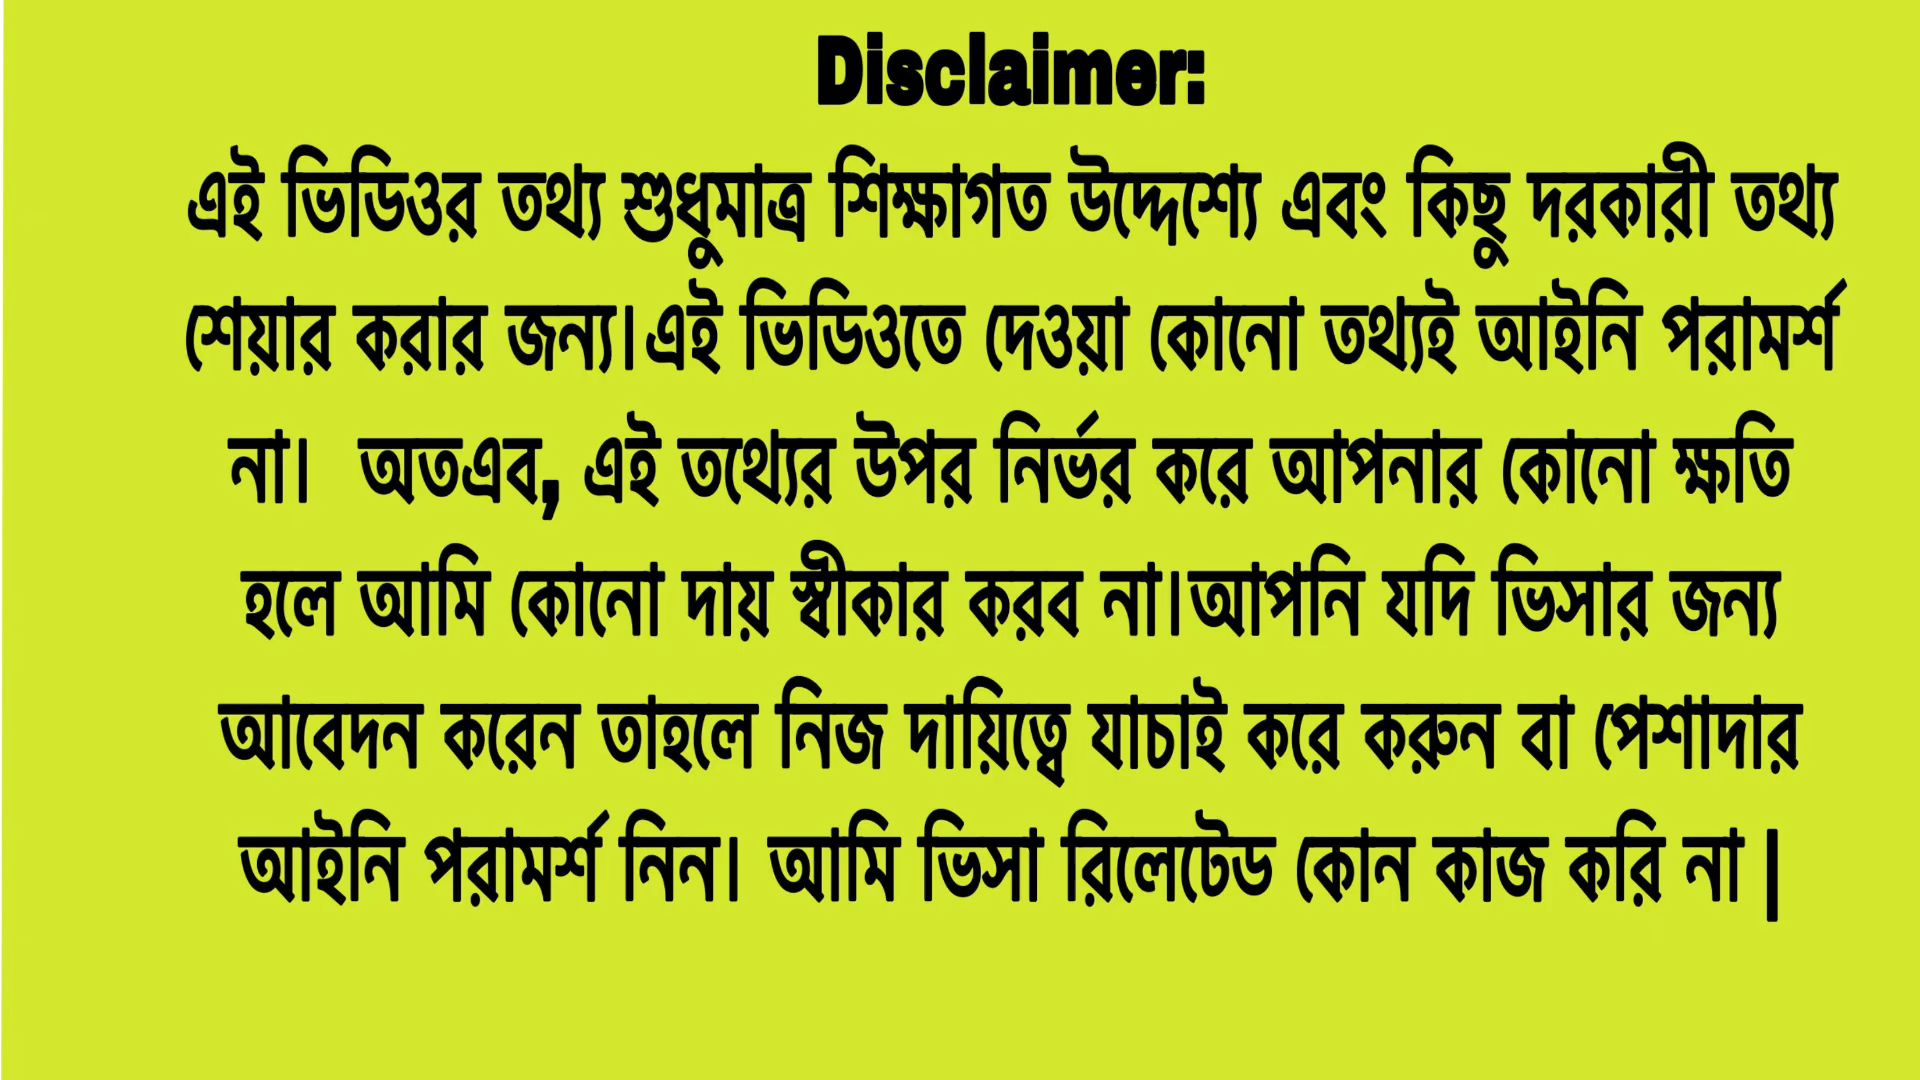 Disclaimer:
এই ভিডিওর তথ্য শুধুমাত্র শিক্ষাগত উদ্দেশ্যে এবং কিছু দরকারী তথ্য
শেয়ার করার জন্য।এই ভিডিওতে দেওয়া কোনো তথ্যই আইনি পরামর্শ
না।  অতএব, এই তথ্যের উপর নির্ভর করে আপনার কোনো ক্ষতি
হলে আমি কোনো দায় স্বীকার করব না।আপনি যদি ভিসার জন্য
আবেদন করেন তাহলে নিজ দায়িত্বে যাচাই করে করুন বা পেশাদার
আইনি পরামর্শ নিন। আমি ভিসা রিলেটেড কোন কাজ করি না |